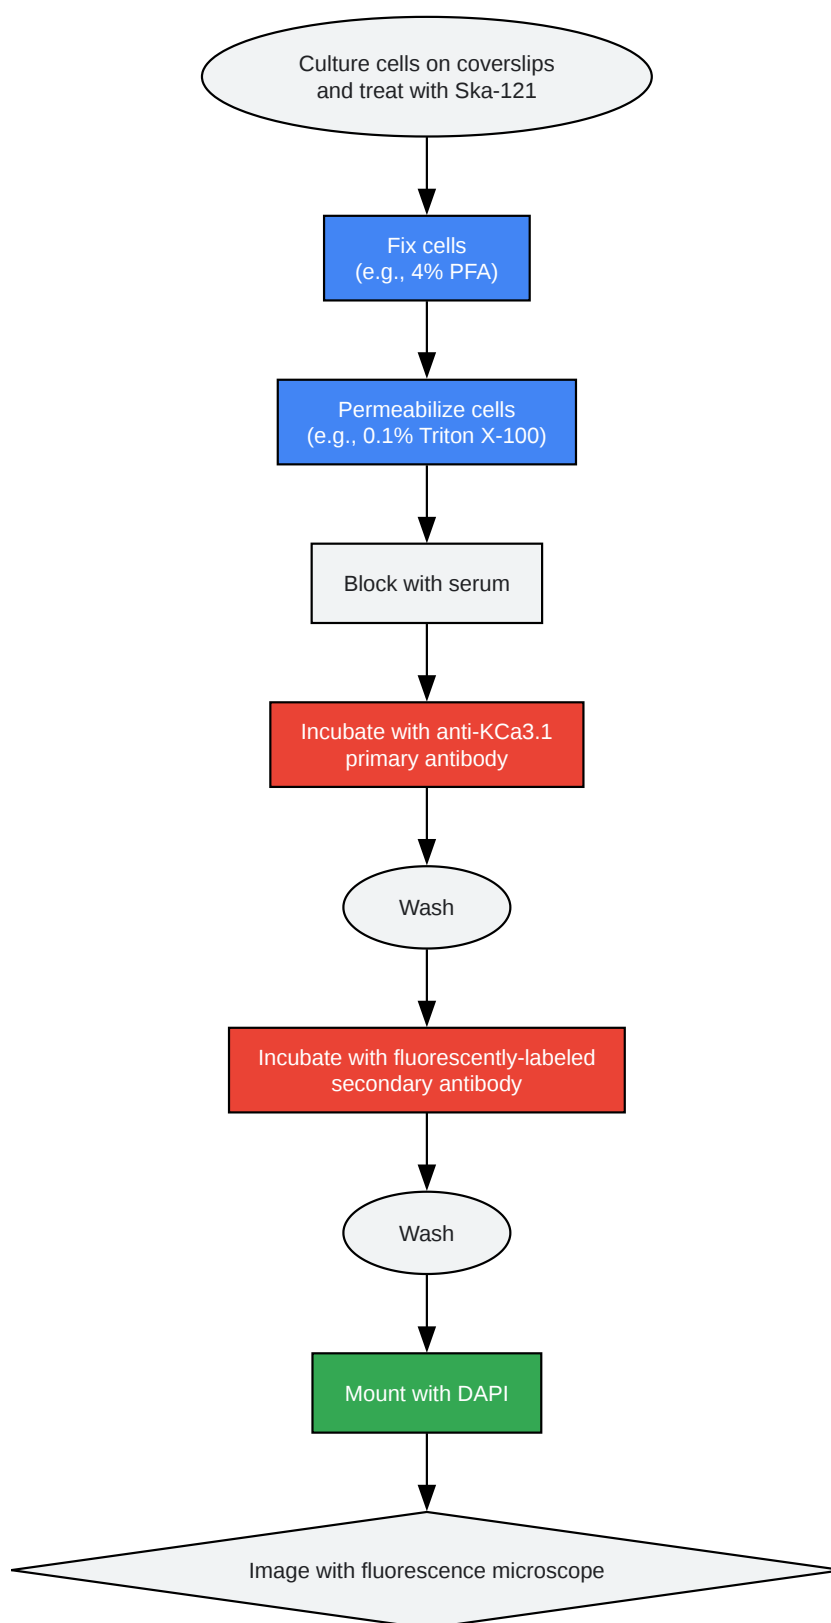 Culture cells on coverslips
and treat with Ska-121
Fix cells
(e.g., 4% PFA)
Permeabilize cells
(e.g., 0.1% Triton X-100)
Block with serum
Incubate with anti-KCa3.1
primary antibody
Wash
Incubate with fluorescently-labeled
secondary antibody
Wash
Mount with DAPI
Image with fluorescence microscope